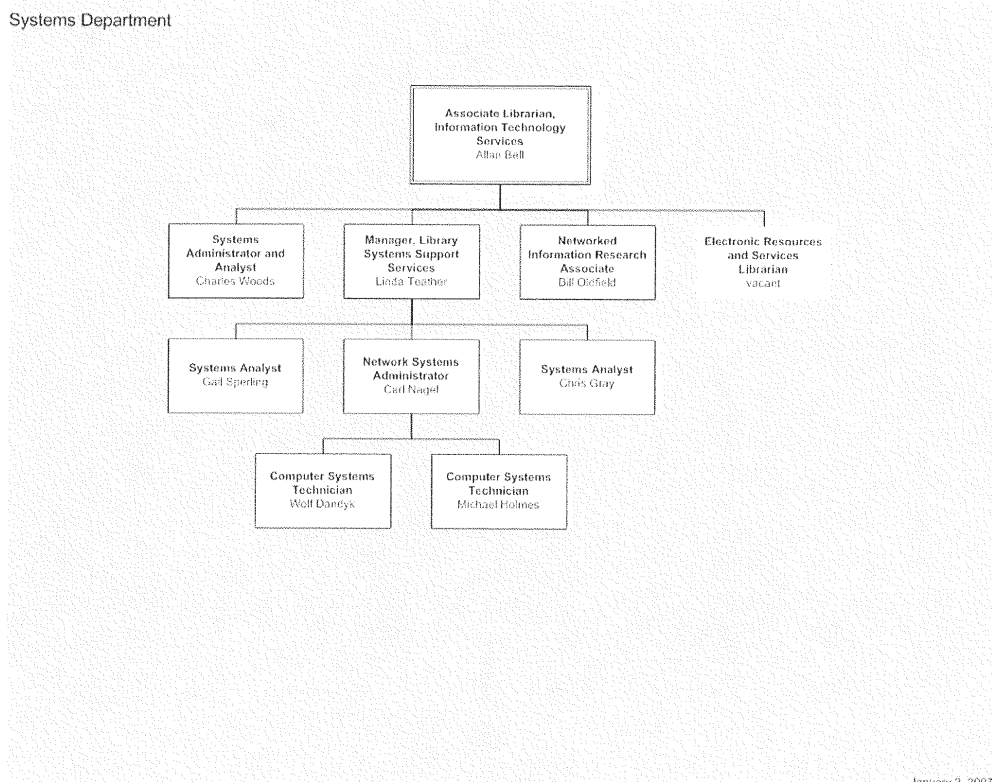 Systems Department
Associate Librarian,
Information Technology
Services
Allan Bell
Systems
Administrator and
Analyst
Charles Woods
Manager, Library
Systems Support
Services
Linda Teather
Networked
Information Research
Associate
Bill Oldfield
Electronic Resources
and Services
Librarian
vacant
Systems Analyst
Gail Sperling
Network Systems
Administrator
Carl Nagel
Systems Analyst
Chris Gray
Computer Systems
Technician
Wolf Dandyk
Computer Systems
Technician
Michael Holmes
January 2, 2007